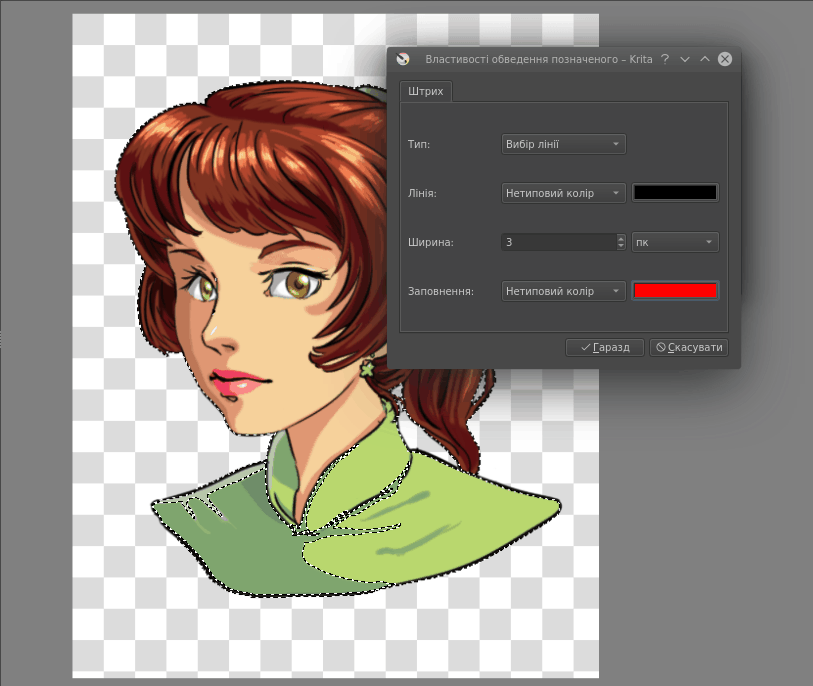 Властивості обведення позначеного – Krita
Штрих
Тип:
Вибір лінії
Лінія:
Нетиповий колір
Ширина:
3
пк
Заповнення:
Нетиповий колір
Гаразд
Скасувати